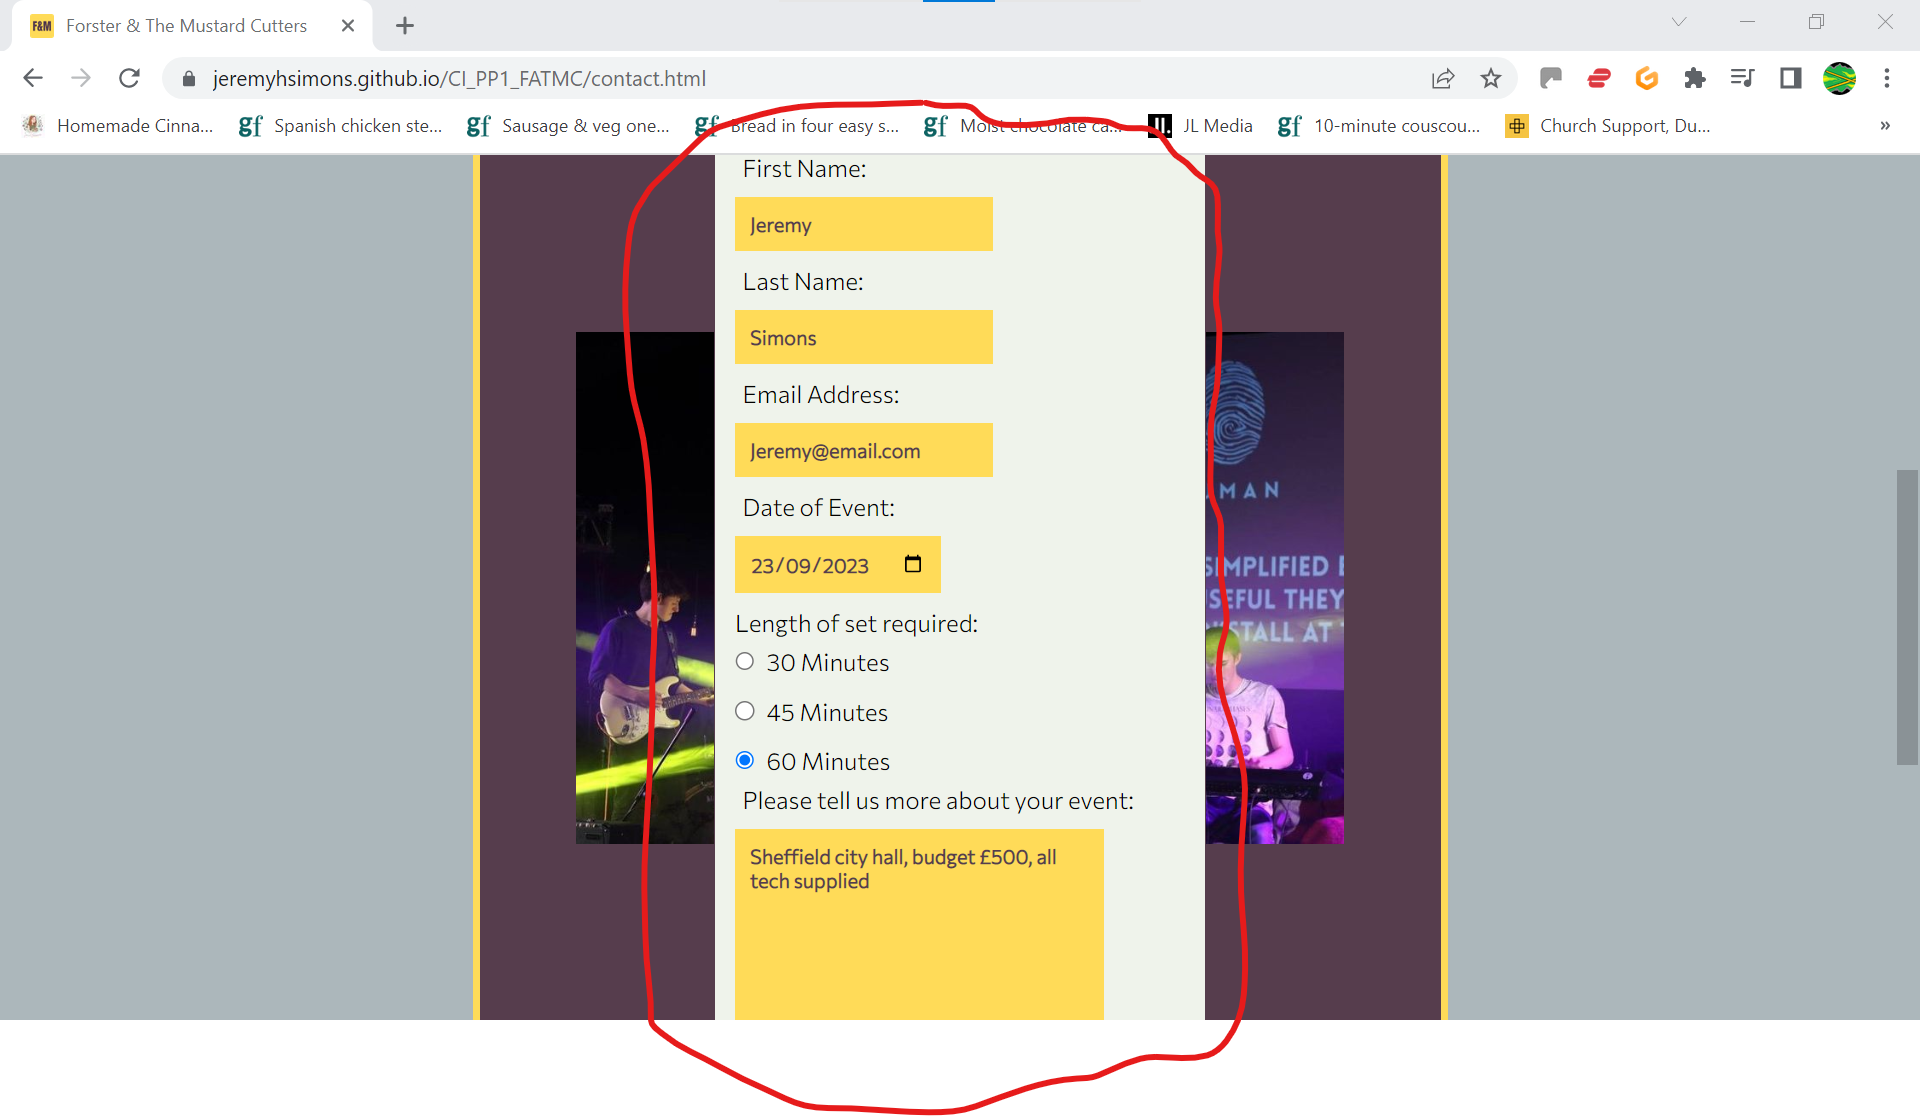 F&M Forster & The Mustard Cutters
jeremyhsimons.github.io/CI_PP1_FATMC/contact.html
Homemade Cinna... gf Spanish chicken ste... gf Sausage & veg one... gf Bread in four easy s... gf Moist chocolate ca... JL Media gf 10-minute couscou... Church Support, Du... »
First Name:
Jeremy
Last Name:
Simons
Email Address:
Jeremy@email.com
MAN
Date of Event:
23/09/2023
SIMPLIFIED
SEFUL THEY
Length of set required:
STALL AT
30 Minutes
45 Minutes
60 Minutes
Please tell us more about your event:
Sheffield city hall, budget £500, all
tech supplied